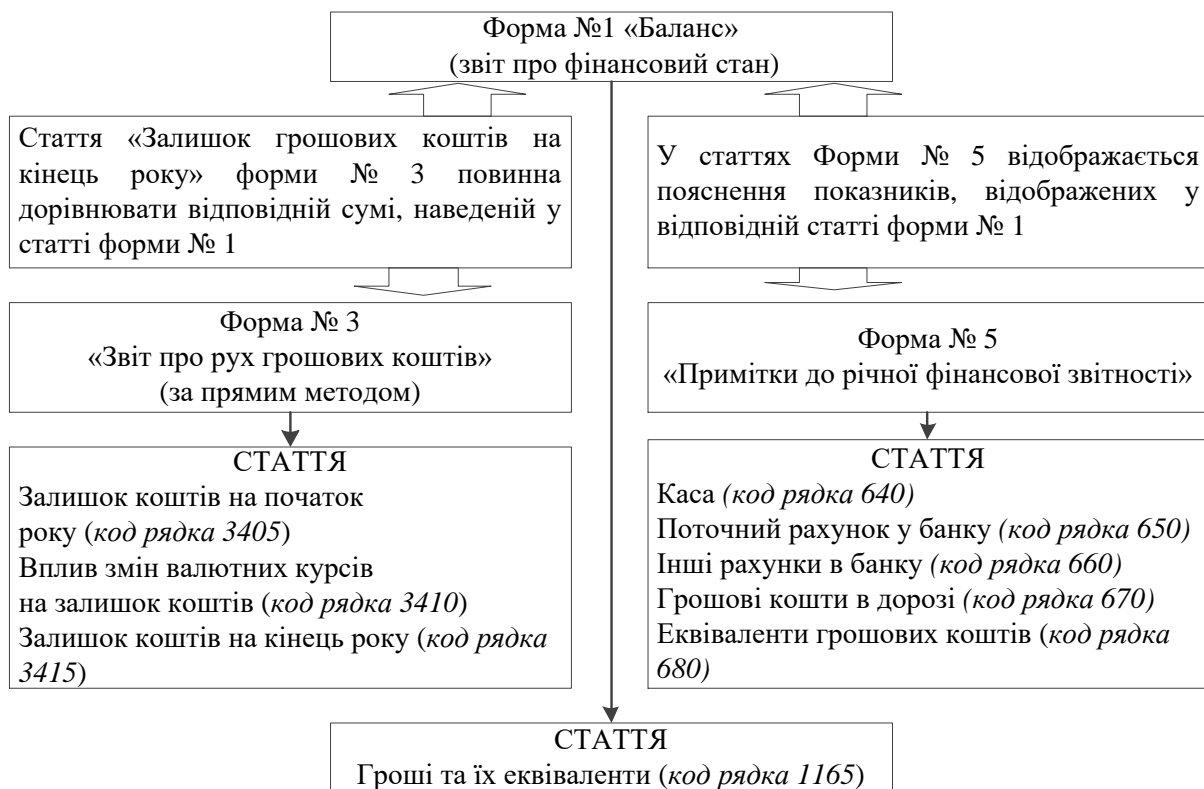 Форма №1 «Баланс»
(звіт про фінансовий стан)
Стаття «Залишок грошових коштів на
кінець року» форми № 3 повинна
дорівнювати відповідній сумі, наведеній у
статті форми № 1
У статтях Форми № 5 відображається
пояснення показників, відображених у
відповідній статті форми № 1
Форма № 3
«Звіт про рух грошових коштів»
(за прямим методом)
Форма № 5
«Примітки до річної фінансової звітності»
СТАТТЯ
Залишок коштів на початок
року (код рядка 3405)
Вплив змін валютних курсів
на залишок коштів (код рядка 3410)
Залишок коштів на кінець року (код рядка
3415)
СТАТТЯ
Каса (код рядка 640)
Поточний рахунок у банку (код рядка 650)
Інші рахунки в банку (код рядка 660)
Грошові кошти в дорозі (код рядка 670)
Еквіваленти грошових коштів (код рядка
680)
СТАТТЯ
Гроші та їх еквіваленти (код рядка 1165)